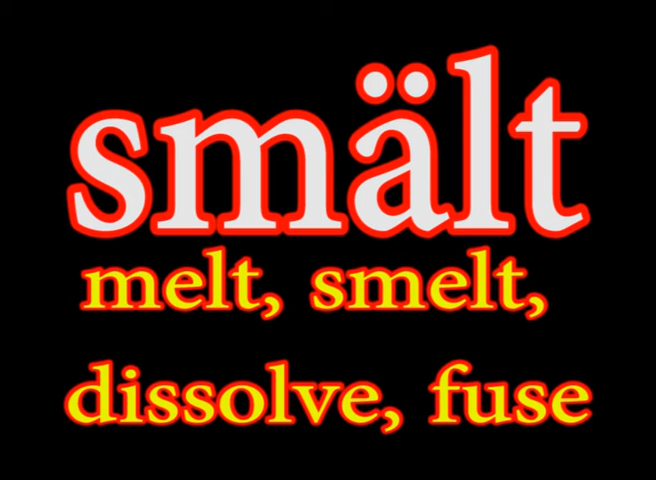 smält
melt, smelt,
dissolve, fuse